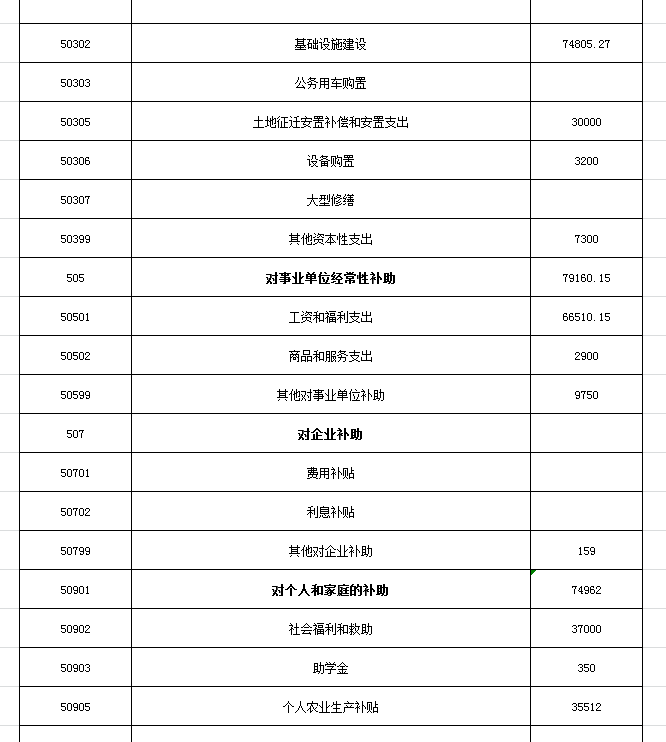 50302 基础设施建设 74805.27
50303 公务用车购置
50305 土地征迁安置补偿和安置支出 30000
50306 设备购置 3200
50307 大型修缮
50399 其他资本性支出 7300
505 对事业单位经常性补助 79160.15
50501 工资和福利支出 66510.15
50502 商品和服务支出 2900
50599 其他对事业单位补助 9750
507 对企业补助
50701 费用补贴
50702 利息补贴
50799 其他对企业补助 159
50901 对个人和家庭的补助 74962
50902 社会福利和救助 37000
50903 助学金 350
50905 个人农业生产补贴 35512